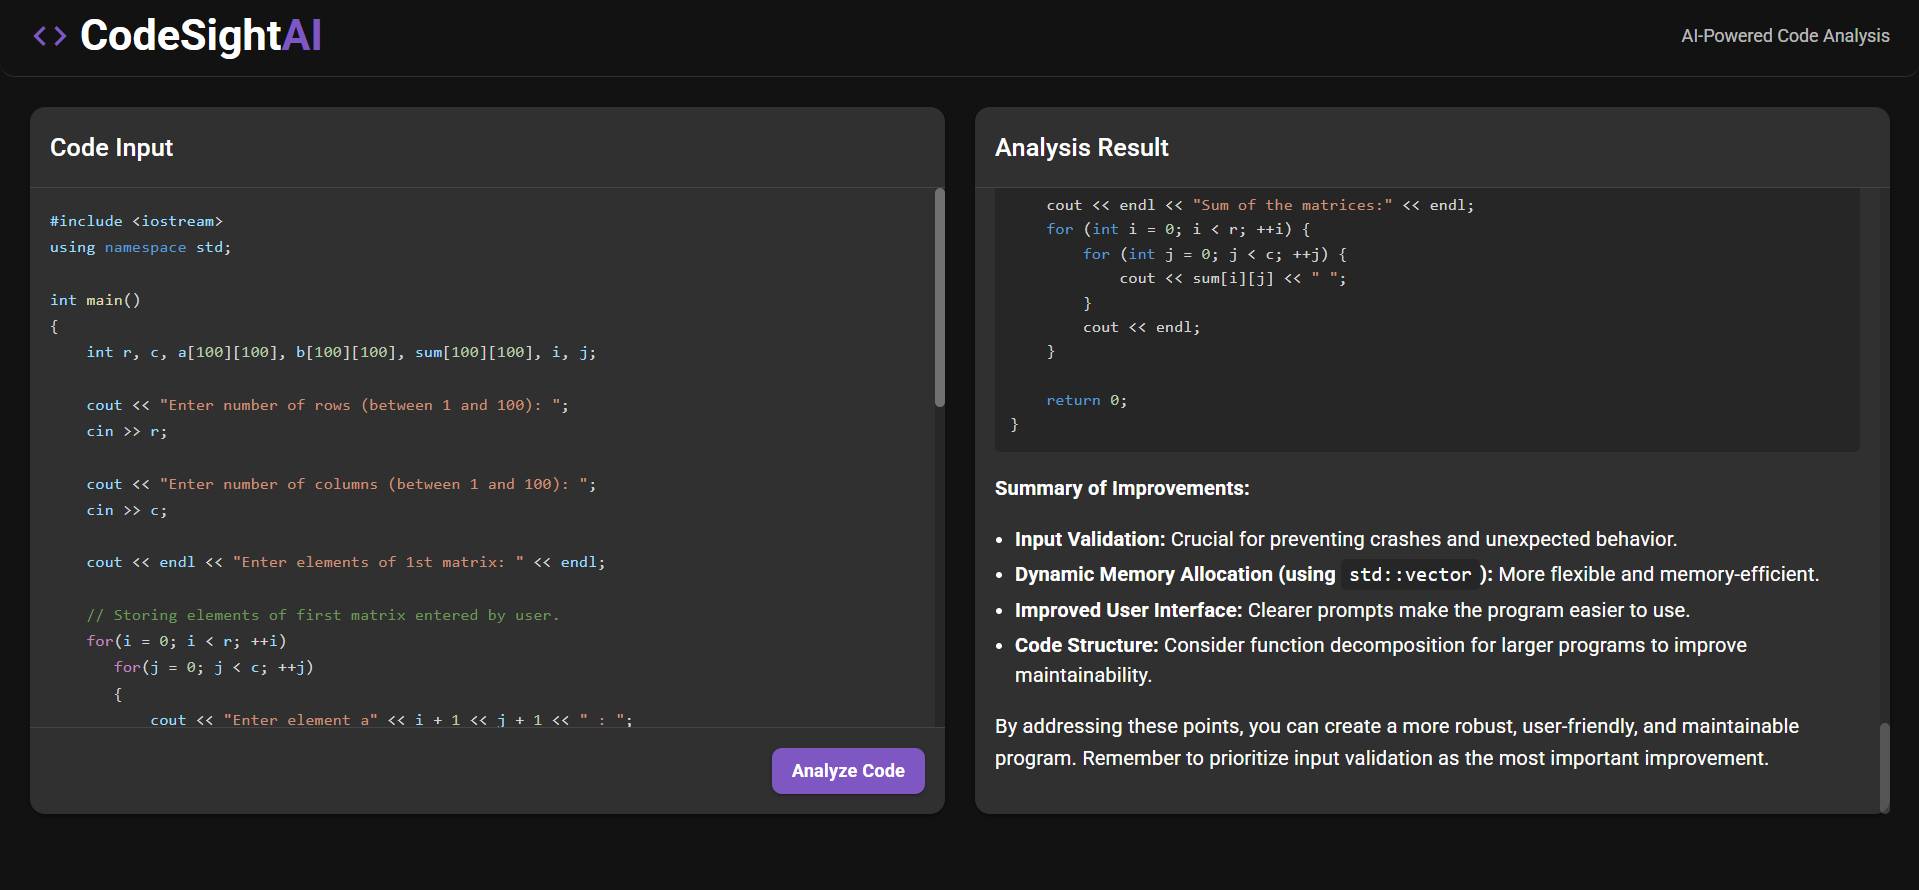 <> CodeSightAI
AI-Powered Code Analysis
Code Input
#include <iostream>
using namespace std;
int main()
{
    int r, c, a[100][100], b[100][100], sum[100][100], i, j;
    cout << "Enter number of rows (between 1 and 100): ";
    cin >> r;
    cout << "Enter number of columns (between 1 and 100): ";
    cin >> c;
    cout << endl << "Enter elements of 1st matrix: " << endl;
    // Storing elements of first matrix entered by user.
    for(i = 0; i < r; ++i)
       for(j = 0; j < c; ++j)
       {
           cout << "Enter element a" << i + 1 << j + 1 << " : ";
Analyze Code
Analysis Result
    cout << endl << "Sum of the matrices:" << endl;
    for (int i = 0; i < r; ++i) {
        for (int j = 0; j < c; ++j) {
            cout << sum[i][j] << " ";
        }
        cout << endl;
    }
    return 0;
}
Summary of Improvements:
• Input Validation: Crucial for preventing crashes and unexpected behavior.
• Dynamic Memory Allocation (using std::vector ): More flexible and memory-efficient.
• Improved User Interface: Clearer prompts make the program easier to use.
• Code Structure: Consider function decomposition for larger programs to improve
maintainability.
By addressing these points, you can create a more robust, user-friendly, and maintainable
program. Remember to prioritize input validation as the most important improvement.